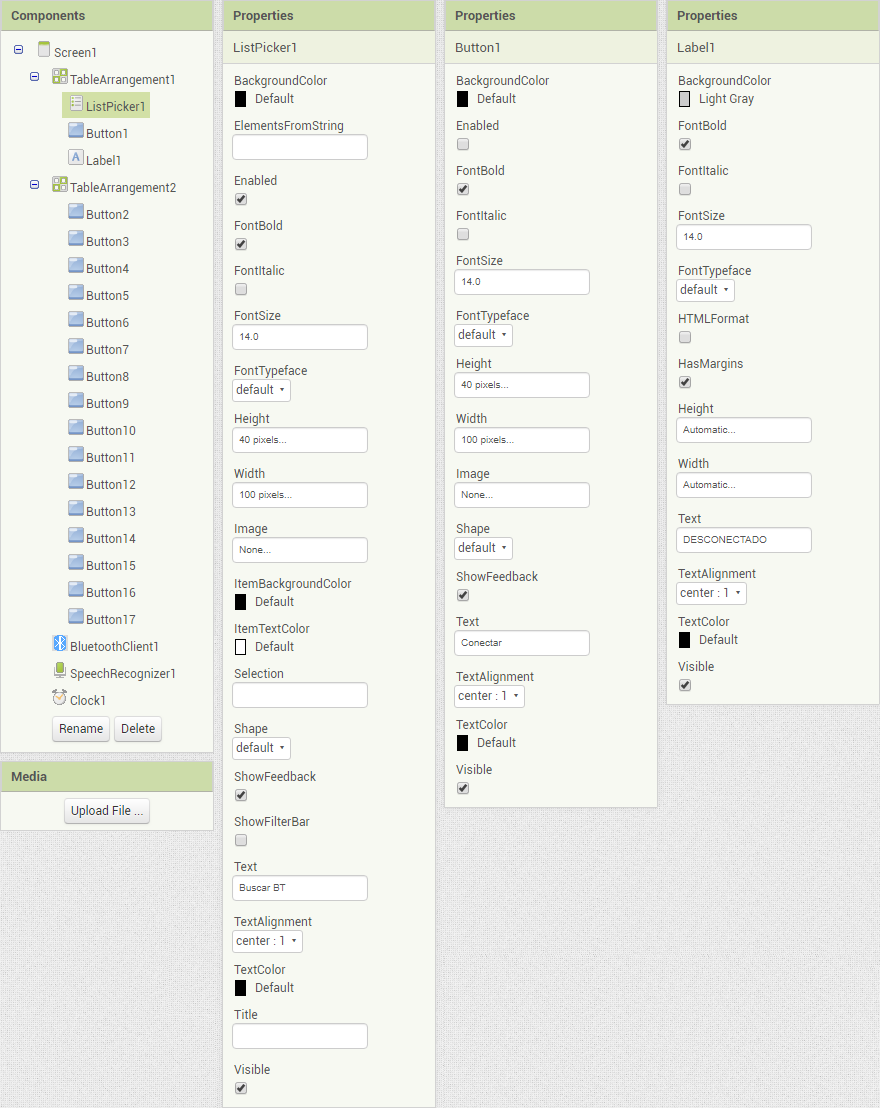 Components
Screen1
TableArrangement1
ListPicker1
Button1
A Label1
TableArrangement2
Button2
Button3
Button4
Button5
Button6
Button7
Button8
Button9
Button10
Button11
Button12
Button13
Button14
Button15
Button16
Button17
BluetoothClient1
SpeechRecognizer1
Clock1
Rename Delete
Media
Upload File ...
Properties
ListPicker1
BackgroundColor
Default
ElementsFromString
Enabled
FontBold
FontItalic
FontSize
14.0
FontTypeface
default
Height
40 pixels...
Width
100 pixels...
Image
None...
ItemBackgroundColor
Default
ItemTextColor
Default
Selection
Shape
default
ShowFeedback
ShowFilterBar
Text
Buscar BT
TextAlignment
center : 1
TextColor
Default
Title
Visible
Properties
Button1
BackgroundColor
Default
Enabled
FontBold
FontItalic
FontSize
14.0
FontTypeface
default
Height
40 pixels...
Width
100 pixels...
Image
None...
Shape
default
ShowFeedback
Text
Conectar
TextAlignment
center : 1
TextColor
Default
Visible
Properties
Label1
BackgroundColor
Light Gray
FontBold
FontItalic
FontSize
14.0
FontTypeface
default
HTMLFormat
HasMargins
Height
Automatic...
Width
Automatic...
Text
DESCONECTADO
TextAlignment
center : 1
TextColor
Default
Visible